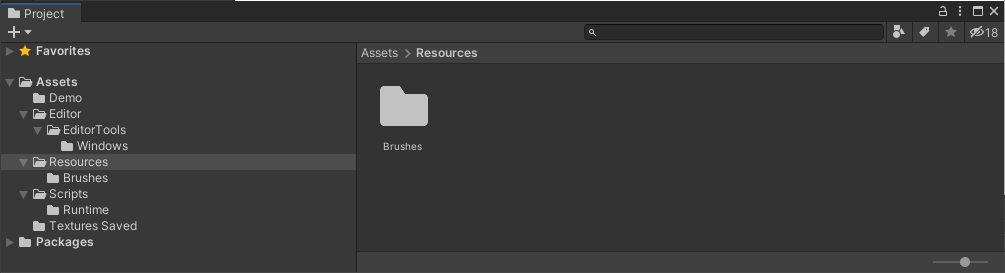 Project
18
Favorites
Assets
Demo
Editor
EditorTools
Windows
Resources
Brushes
Scripts
Runtime
Textures Saved
Packages
Assets > Resources
Brushes